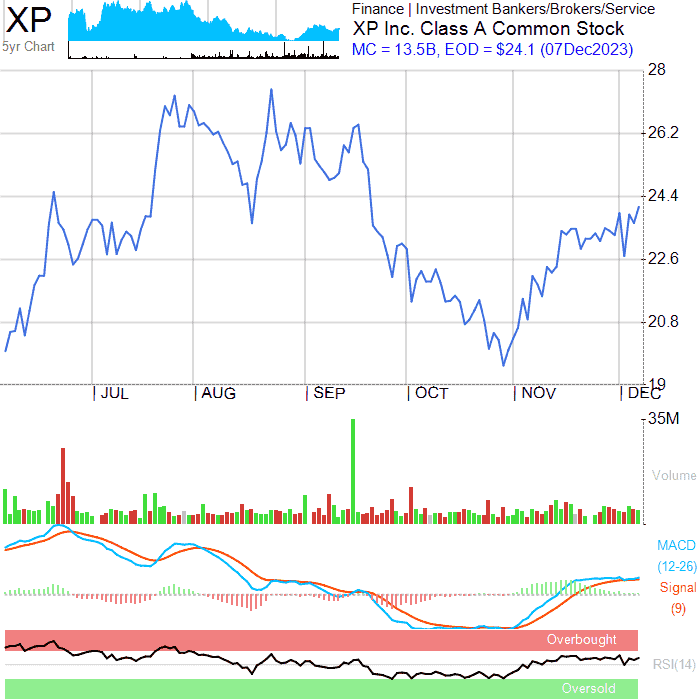 XP
5yr Chart
Finance | Investment Bankers/Brokers/Service
XP Inc. Class A Common Stock
MC = 13.5B, EOD = $24.1 (07Dec2023)
28
26.2
24.4
22.6
20.8
19
JUL
AUG
SEP
OCT
NOV
DEC
35M
Volume
MACD
(12-26)
Signal
(9)
Overbought
RSI(14)
Oversold